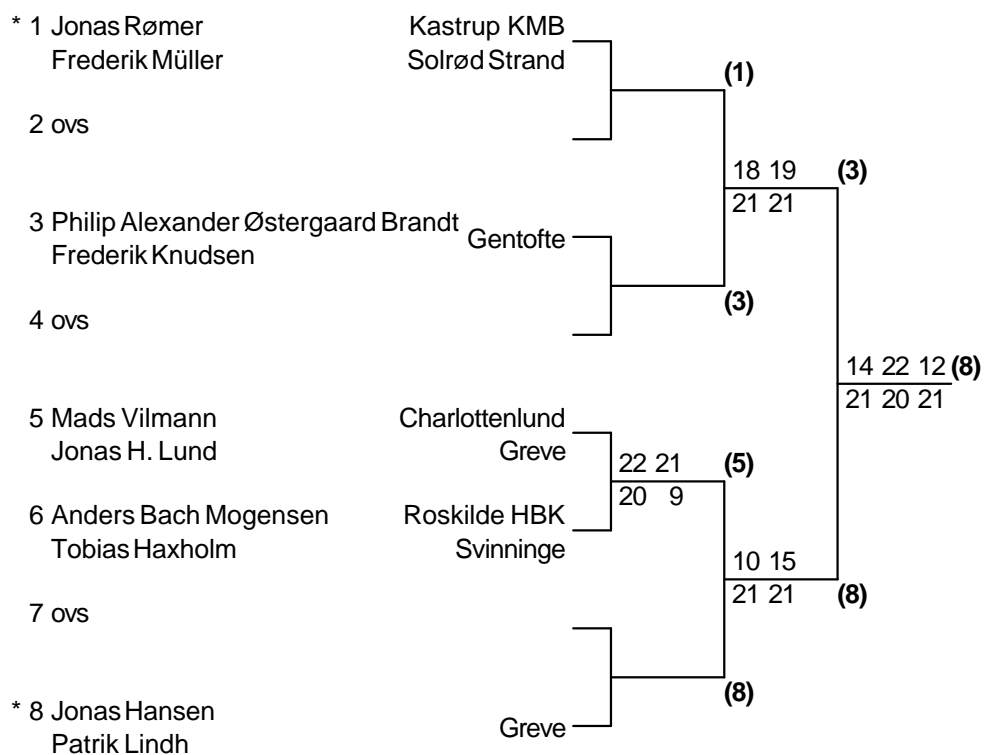 * 1 Jonas Rømer Kastrup KMB
Frederik Müller Solrød Strand
(1)
2 ovs
18 19 (3)
21 21
3 Philip Alexander Østergaard Brandt Gentofte
Frederik Knudsen
(3)
4 ovs
14 22 12 (8)
21 20 21
5 Mads Vilmann Charlottenlund
Jonas H. Lund Greve
22 21 (5)
20 9
6 Anders Bach Mogensen Roskilde HBK
Tobias Haxholm Svinninge
10 15
21 21 (8)
7 ovs
(8)
* 8 Jonas Hansen Greve
Patrik Lindh